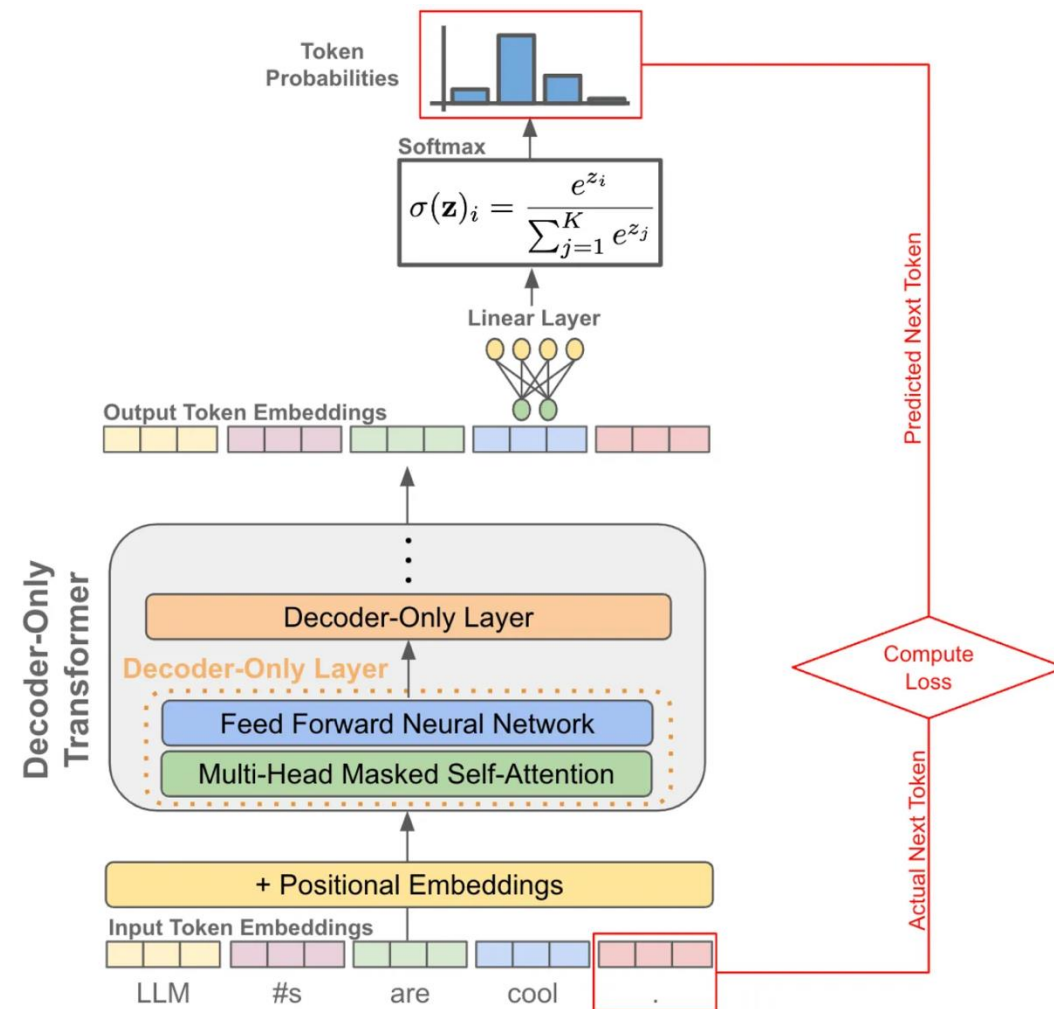 Token
Probabilities
Softmax
σ(𝐳)ᵢ = e^{z_i} / ∑_{j=1}^{K} e^{z_j}
Linear Layer
Output Token Embeddings
Decoder-Only
Transformer
Decoder-Only Layer
Decoder-Only Layer
Feed Forward Neural Network
Multi-Head Masked Self-Attention
+ Positional Embeddings
Input Token Embeddings
LLM #s are cool .
Predicted Next Token
Compute
Loss
Actual Next Token